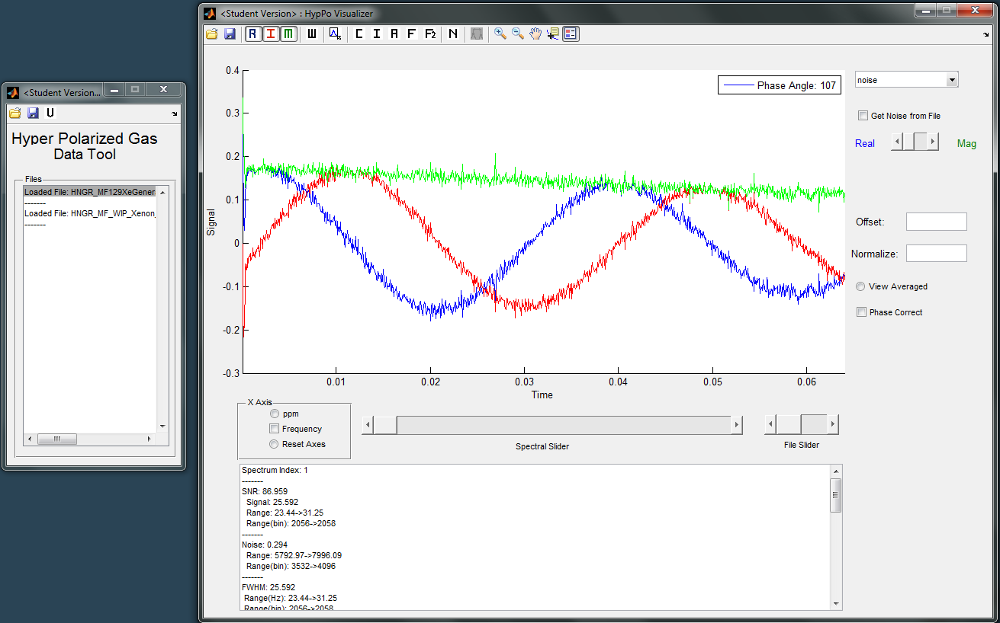 <Student Version> : HypPo Visualizer
R I M W C I A F F2 N
<Student Version...
U
Hyper Polarized Gas
Data Tool
Files
Loaded File: HNGR_MF129XeGener
-------
Loaded File: HNGR_MF_WIP_Xenon_
-------
0.4
0.3
0.2
0.1
0
-0.1
-0.2
-0.3
Signal
Phase Angle: 107
0.01 0.02 0.03 0.04 0.05 0.06
Time
noise
Get Noise from File
Real Mag
Offset:
Normalize:
View Averaged
Phase Correct
X Axis
ppm
Frequency
Reset Axes
Spectral Slider
File Slider
Spectrum Index: 1
-------
SNR: 86.959
Signal: 25.592
Range: 23.44->31.25
Range(bin): 2056->2058
-------
Noise: 0.294
Range: 5792.97->7996.09
Range(bin): 3532->4096
-------
FWHM: 25.592
Range(Hz): 23.44->31.25
Range(bin): 2056->2058